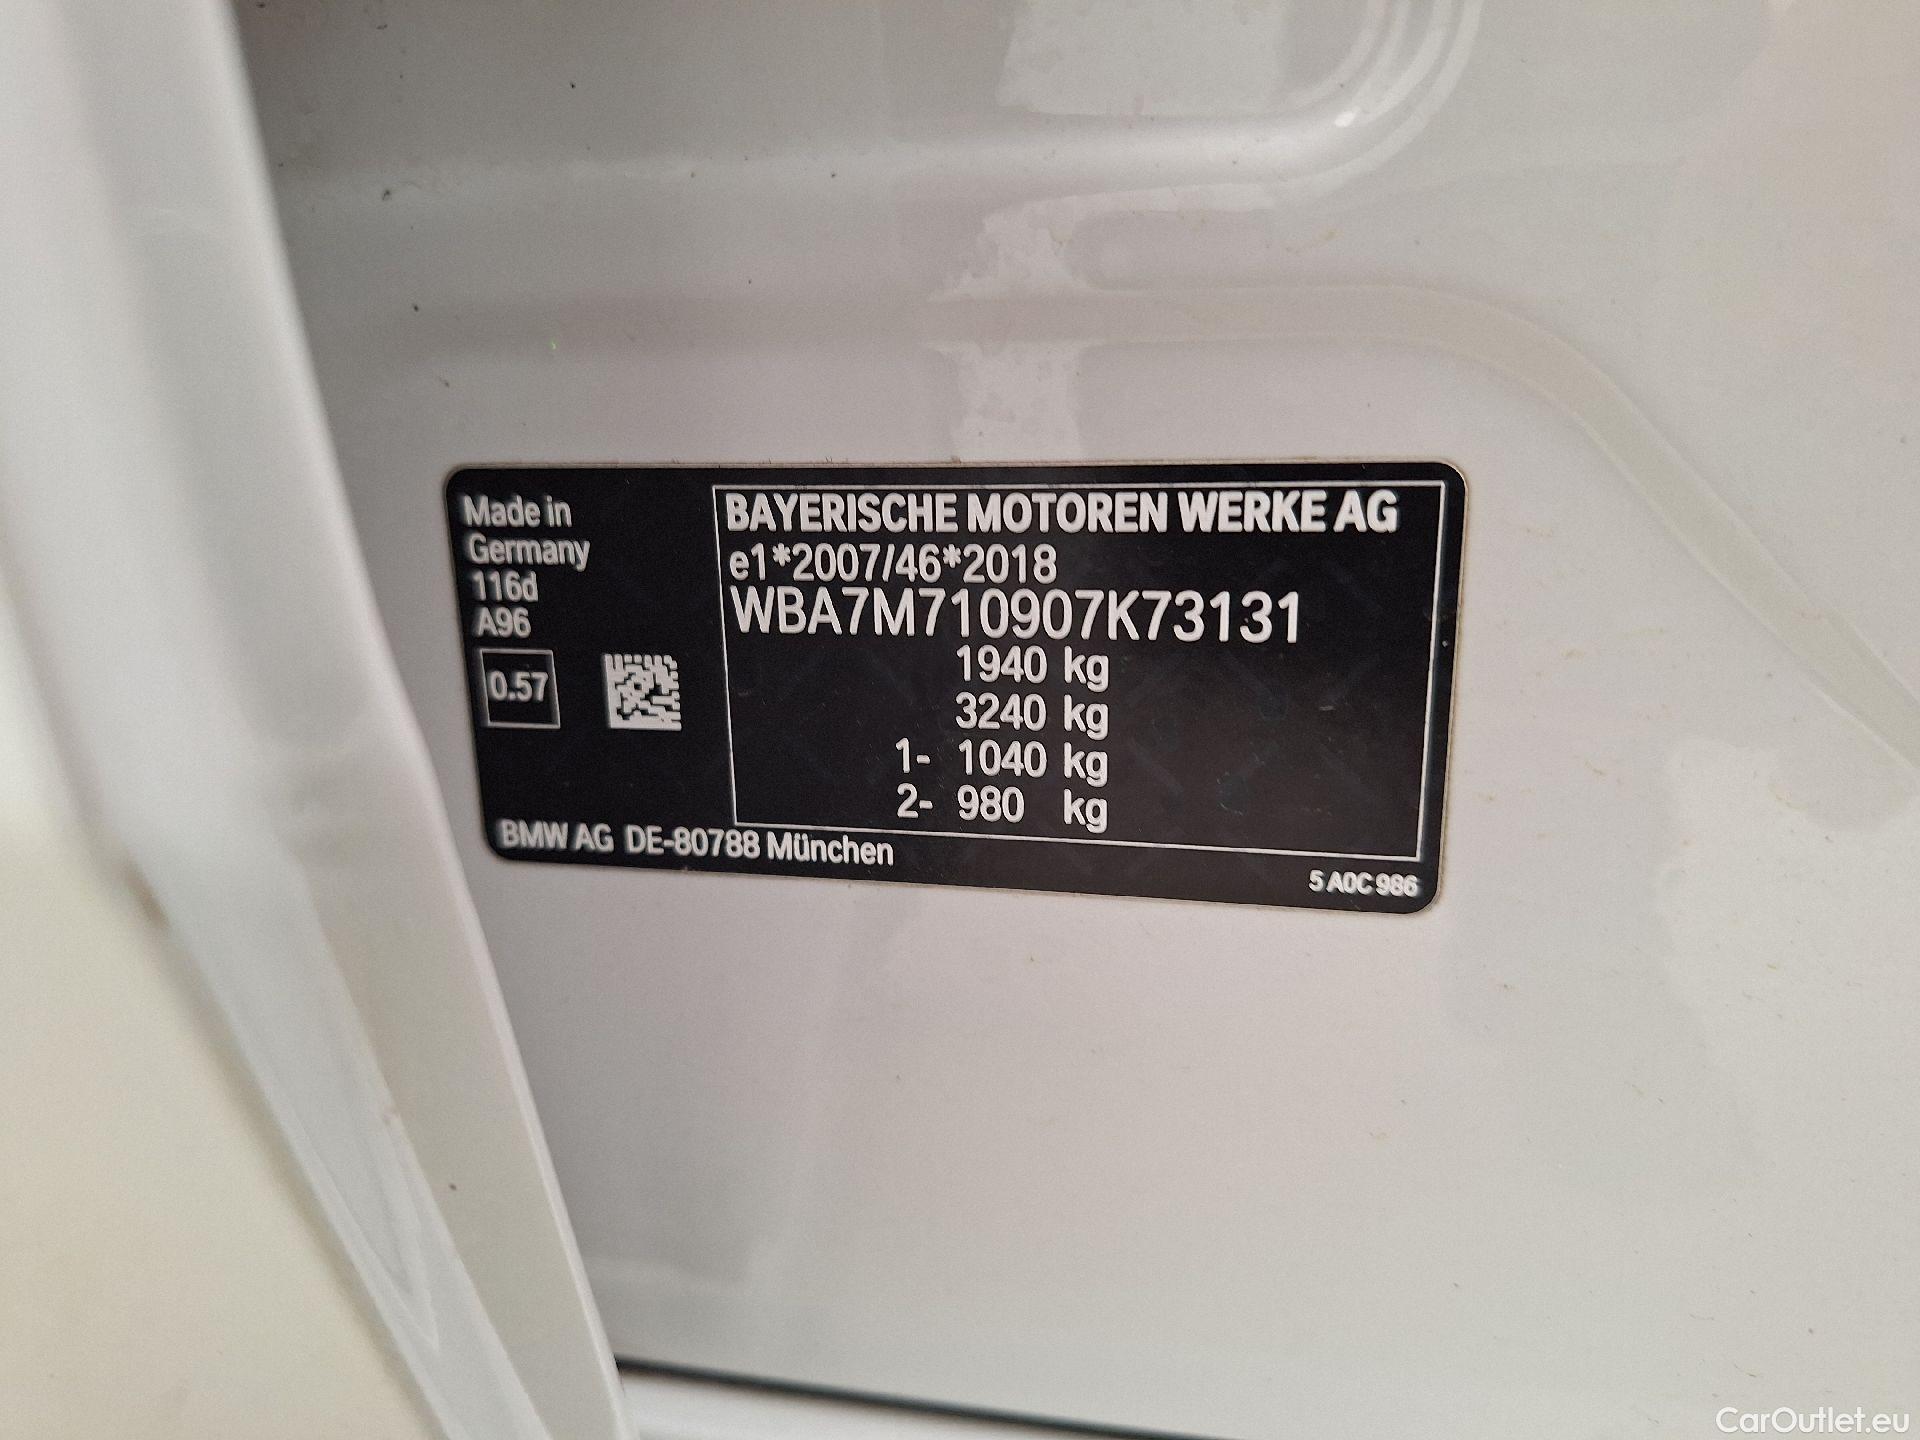 Made in
Germany
116d
A96
0.57
BAYERISCHE MOTOREN WERKE AG
e1*2007/46*2018
WBA7M710907K73131
1940 kg
3240 kg
1- 1040 kg
2- 980 kg
BMW AG DE-80788 München
5 A0C 986
CarOutlet.eu